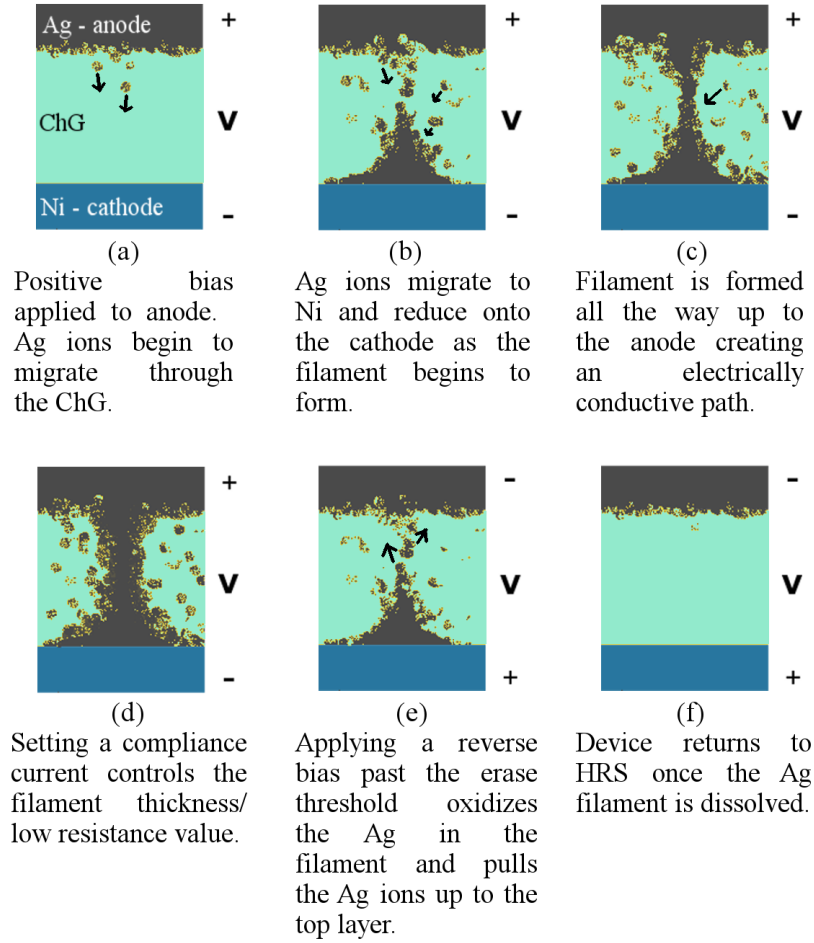 Ag - anode
+
ChG
V
Ni - cathode
-
+
V
-
+
V
-
(a)
Positive bias
applied to anode.
Ag ions begin to
migrate through
the ChG.
(b)
Ag ions migrate to
Ni and reduce onto
the cathode as the
filament begins to
form.
(c)
Filament is formed
all the way up to
the anode creating
an electrically
conductive path.
+
V
-
-
V
+
-
V
+
(d)
Setting a compliance
current controls the
filament thickness/
low resistance value.
(e)
Applying a reverse
bias past the erase
threshold oxidizes
the Ag in the
filament and pulls
the Ag ions up to the
top layer.
(f)
Device returns to
HRS once the Ag
filament is dissolved.